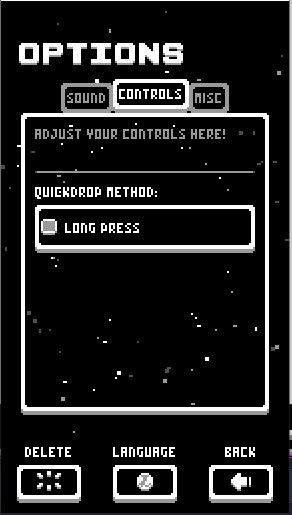 OPTIONS
SOUND CONTROLS MISC
ADJUST YOUR CONTROLS HERE!
QUICKDROP METHOD:
LONG PRESS
DELETE LANGUAGE BACK